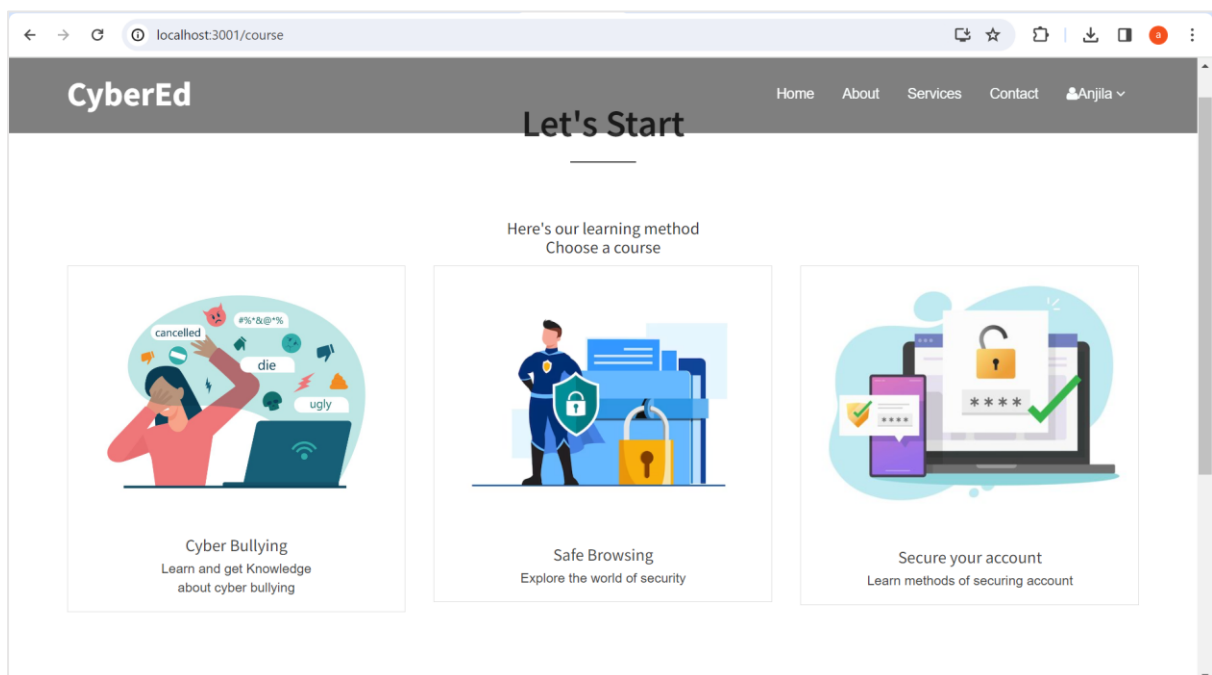 localhost:3001/course
a
CyberEd
Home About Services Contact Anjila
Let's Start
Here's our learning method
Choose a course
cancelled
#%*&@*%
die
ugly
****
****
Cyber Bullying
Learn and get Knowledge
about cyber bullying
Safe Browsing
Explore the world of security
Secure your account
Learn methods of securing account